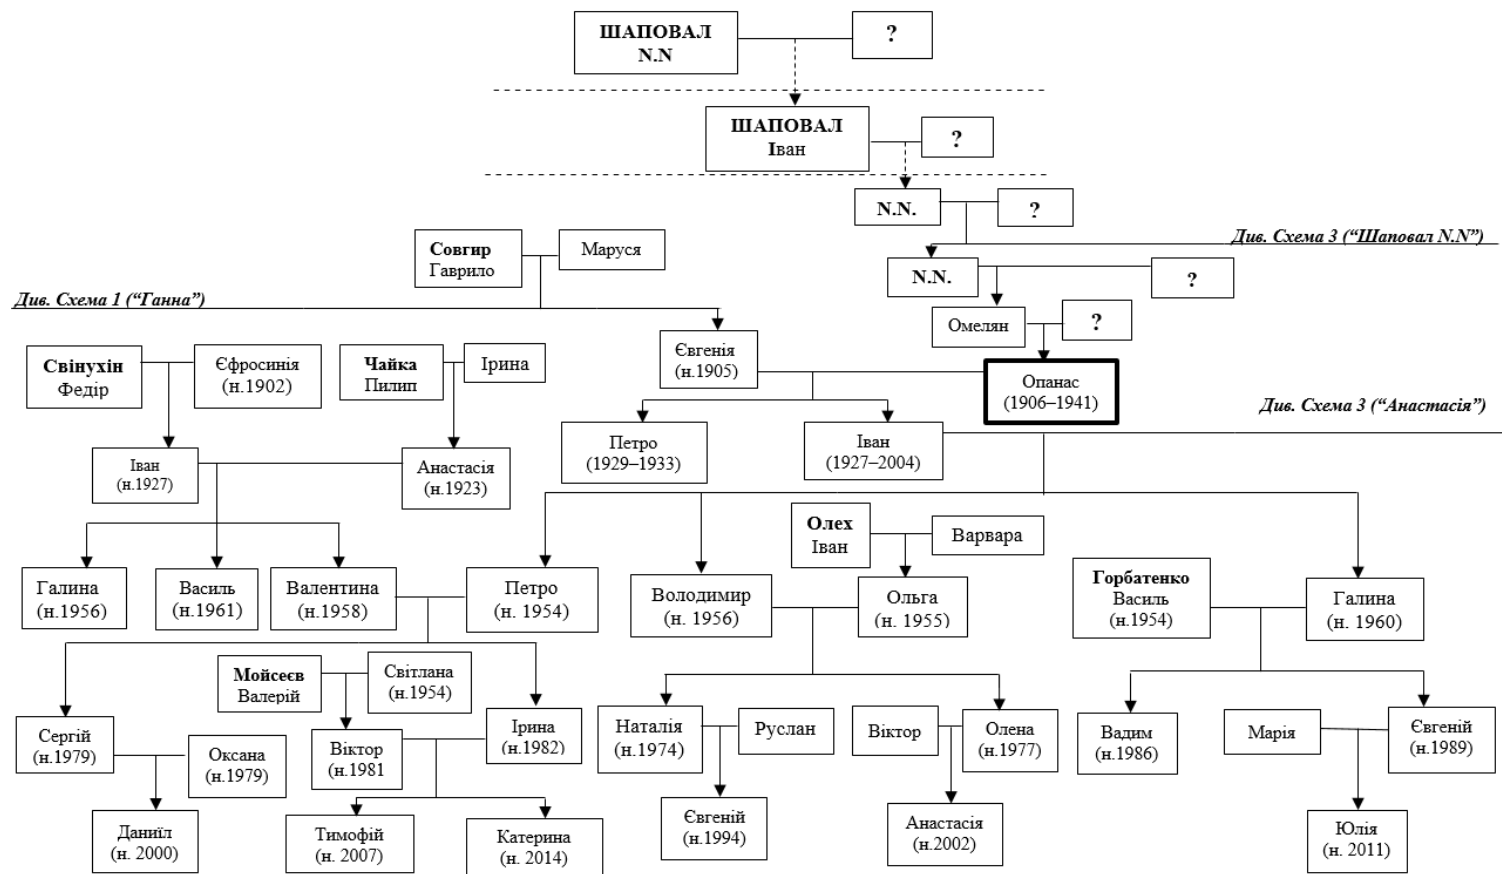 ШАПОВАЛ
N.N
?
ШАПОВАЛ
Іван
?
N.N.
?
Див. Схема 3 (“Шаповал N.N”)
Совгир
Гаврило
Маруся
N.N.
?
Див. Схема 1 (“Ганна”)
Омелян
?
Свінухін
Федір
Єфросинія
(н.1902)
Чайка
Пилип
Ірина
Євгенія
(н.1905)
Опанас
(1906–1941)
Див. Схема 3 (“Анастасія”)
Іван
(н.1927)
Анастасія
(н.1923)
Петро
(1929–1933)
Іван
(1927–2004)
Олех
Іван
Варвара
Галина
(н.1956)
Василь
(н.1961)
Валентина
(н.1958)
Петро
(н. 1954)
Володимир
(н. 1956)
Ольга
(н. 1955)
Горбатенко
Василь
(н.1954)
Галина
(н. 1960)
Мойсеєв
Валерій
Світлана
(н.1954)
Сергій
(н.1979)
Оксана
(н.1979)
Віктор
(н.1981
Ірина
(н.1982)
Наталія
(н.1974)
Руслан
Віктор
Олена
(н.1977)
Вадим
(н.1986)
Марія
Євгеній
(н.1989)
Даниїл
(н. 2000)
Тимофій
(н. 2007)
Катерина
(н. 2014)
Євгеній
(н.1994)
Анастасія
(н.2002)
Юлія
(н. 2011)